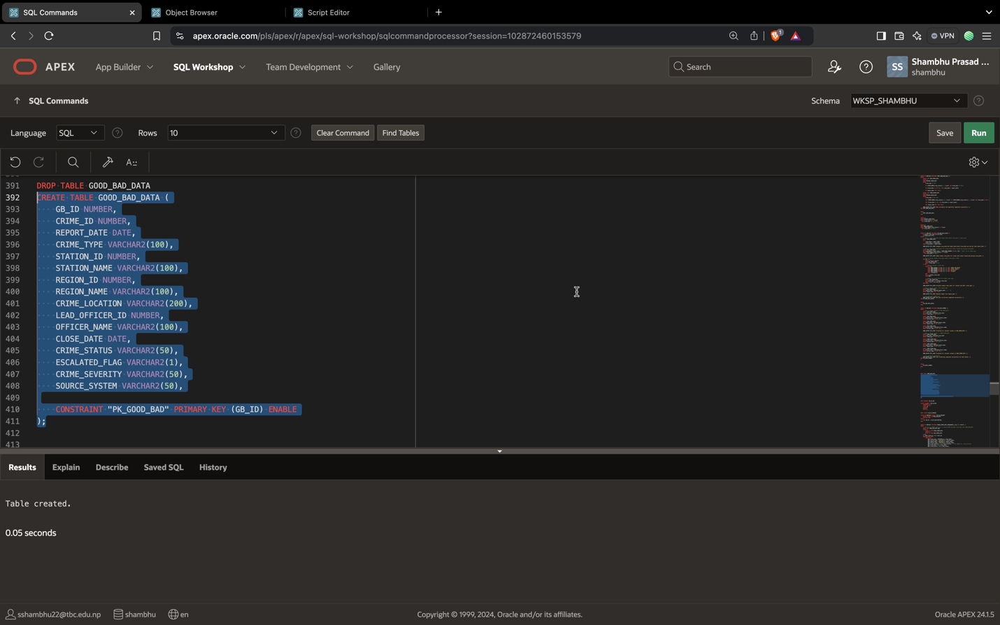 SQL Commands
Object Browser
Script Editor
apex.oracle.com/pls/apex/r/apex/sql-workshop/sqlcommandprocessor?session=102872460153579
1
VPN
APEX
App Builder
SQL Workshop
Team Development
Gallery
Search
SS
Shambhu Prasad ...
shambhu
SQL Commands
Schema
WKSP_SHAMBHU
Language
SQL
Rows
10
Clear Command
Find Tables
Save
Run
391 DROP TABLE GOOD_BAD_DATA
392 CREATE TABLE GOOD_BAD_DATA (
393 GB_ID NUMBER,
394 CRIME_ID NUMBER,
395 REPORT_DATE DATE,
396 CRIME_TYPE VARCHAR2(100),
397 STATION_ID NUMBER,
398 STATION_NAME VARCHAR2(100),
399 REGION_ID NUMBER,
400 REGION_NAME VARCHAR2(100),
401 CRIME_LOCATION VARCHAR2(200),
402 LEAD_OFFICER_ID NUMBER,
403 OFFICER_NAME VARCHAR2(100),
404 CLOSE_DATE DATE,
405 CRIME_STATUS VARCHAR2(50),
406 ESCALATED_FLAG VARCHAR2(1),
407 CRIME_SEVERITY VARCHAR2(50),
408 SOURCE_SYSTEM VARCHAR2(50),
409
410 CONSTRAINT "PK_GOOD_BAD" PRIMARY KEY (GB_ID) ENABLE
411 );
412
413
Results
Explain
Describe
Saved SQL
History
Table created.
0.05 seconds
sshambhu22@tbc.edu.np
shambhu
en
Copyright © 1999, 2024, Oracle and/or its affiliates.
Oracle APEX 24.1.5